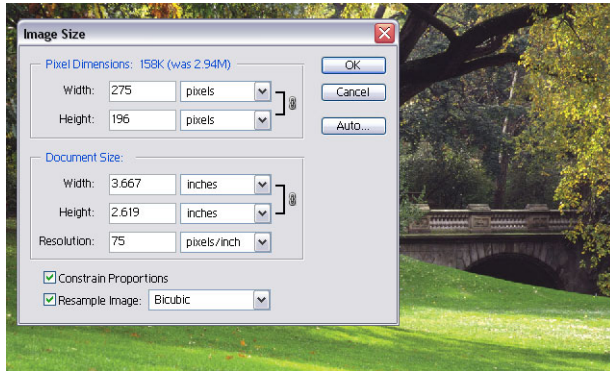 Image Size
Pixel Dimensions: 158K (was 2.94M)
Width: 275 pixels
Height: 196 pixels
Document Size:
Width: 3.667 inches
Height: 2.619 inches
Resolution: 75 pixels/inch
Constrain Proportions
Resample Image: Bicubic
OK
Cancel
Auto...